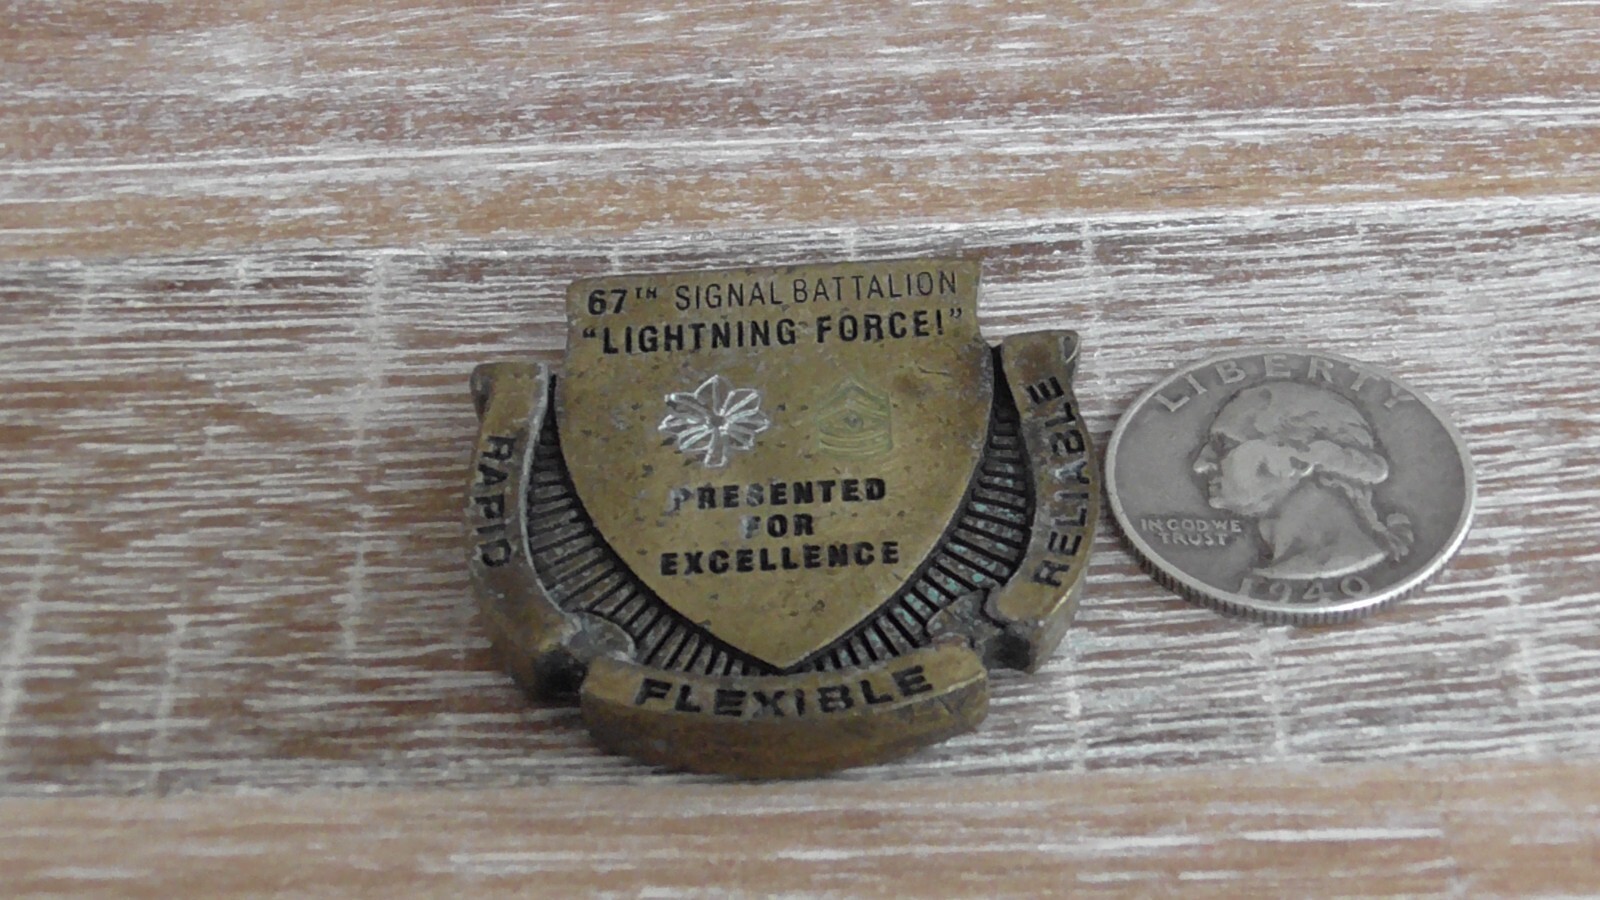 67TH SIGNAL BATTALION
"LIGHTNING FORCE!"
PRESENTED
FOR
EXCELLENCE
RAPID
FLEXIBLE
RELIABLE
LIBERTY
IN GOD WE
TRUST
1940